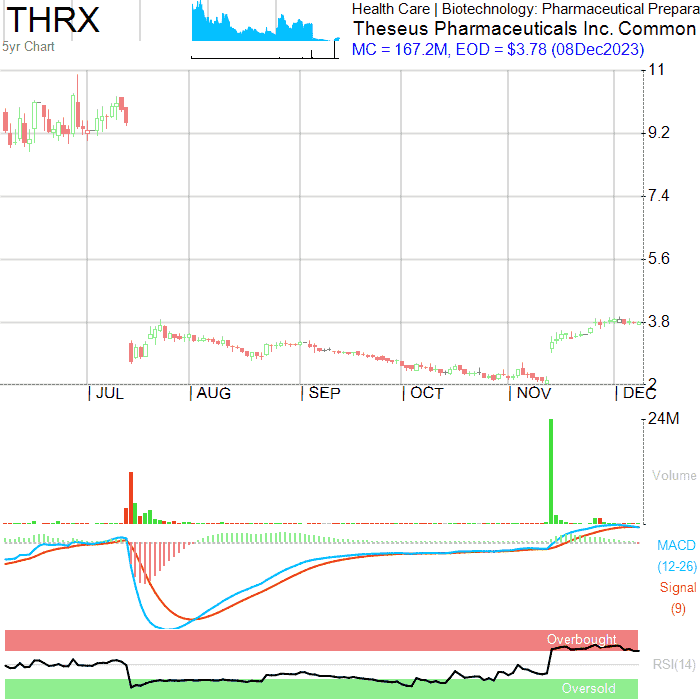 THRX
5yr Chart
Health Care | Biotechnology: Pharmaceutical Prepara
Theseus Pharmaceuticals Inc. Common
MC = 167.2M, EOD = $3.78 (08Dec2023)
11
9.2
7.4
5.6
3.8
2
JUL
AUG
SEP
OCT
NOV
DEC
24M
Volume
MACD
(12-26)
Signal
(9)
Overbought
RSI(14)
Oversold